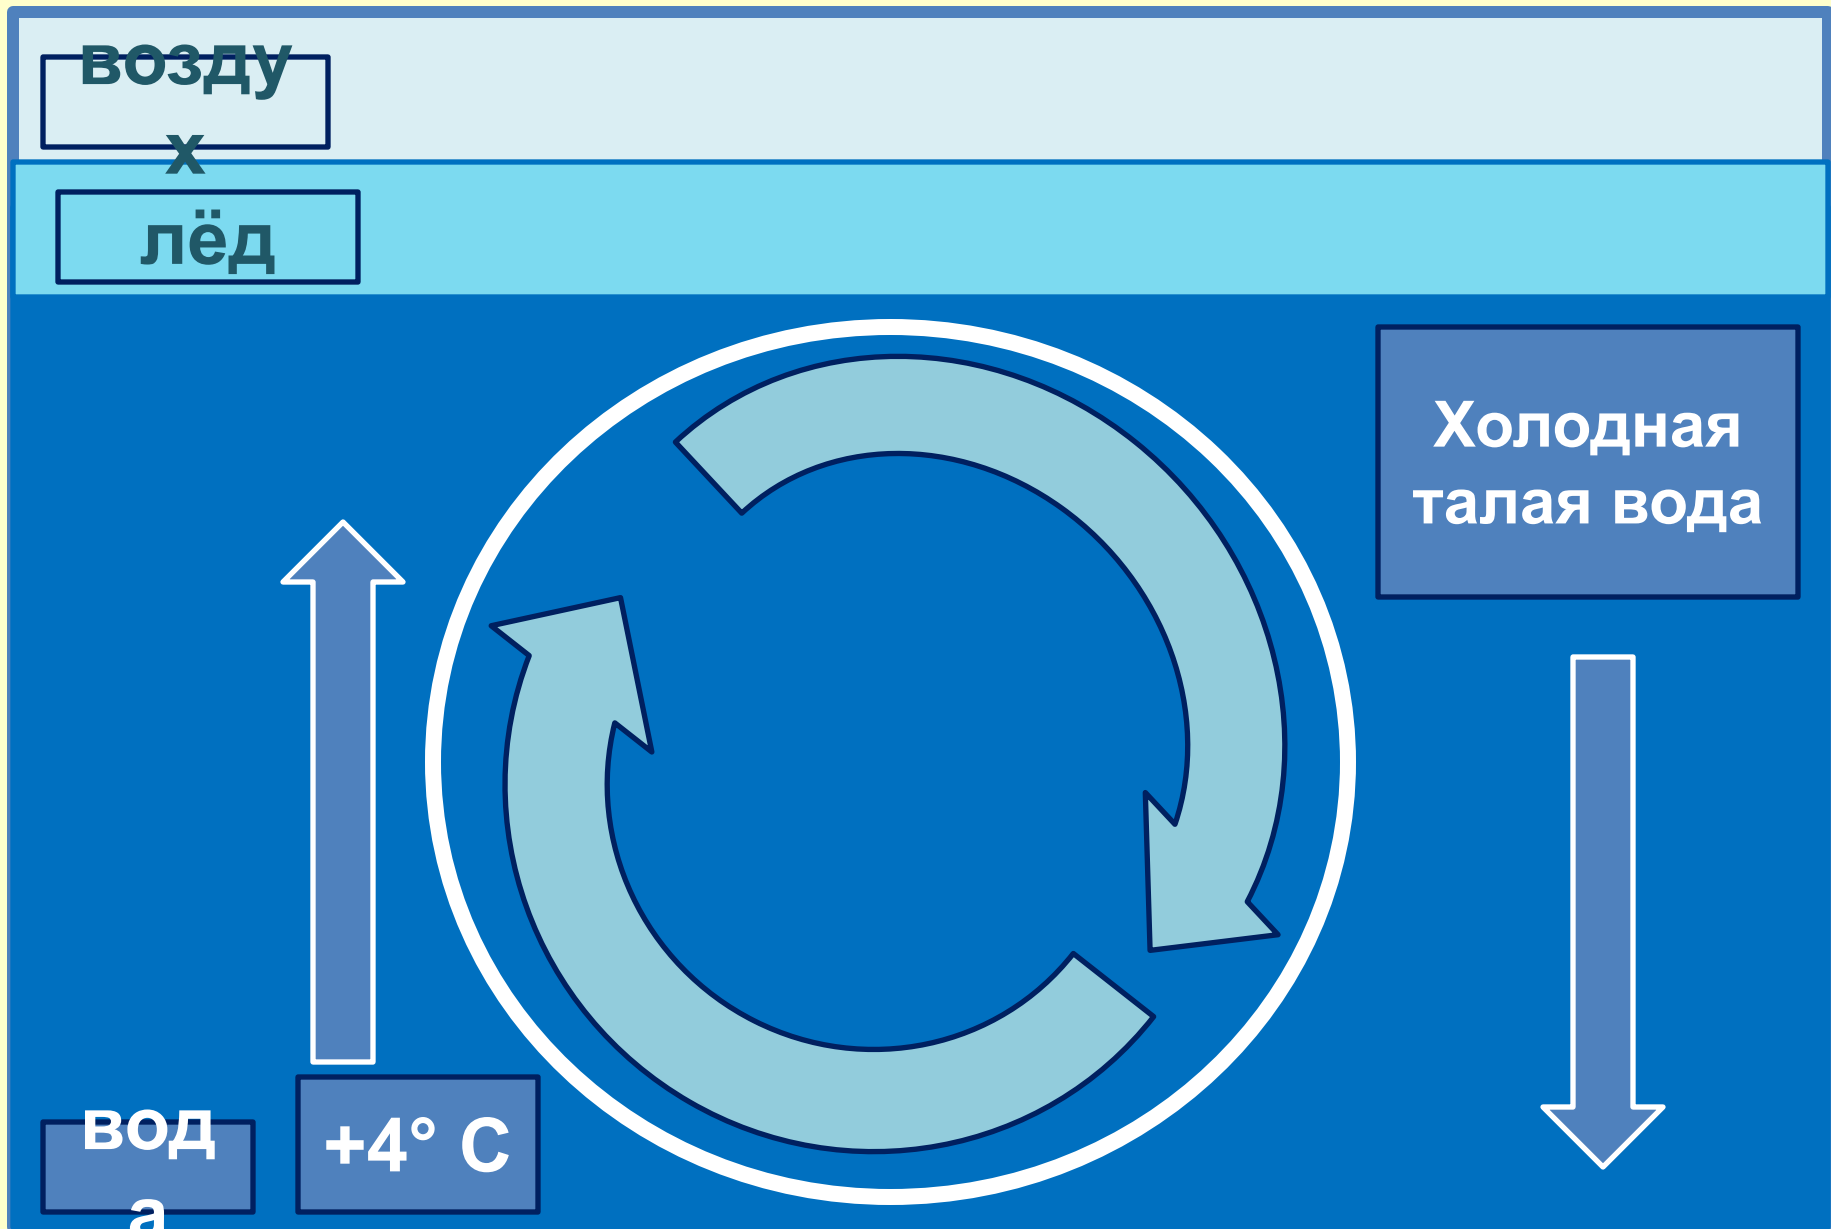 возду
х
лёд
Холодная
талая вода
+4° С
вод
а